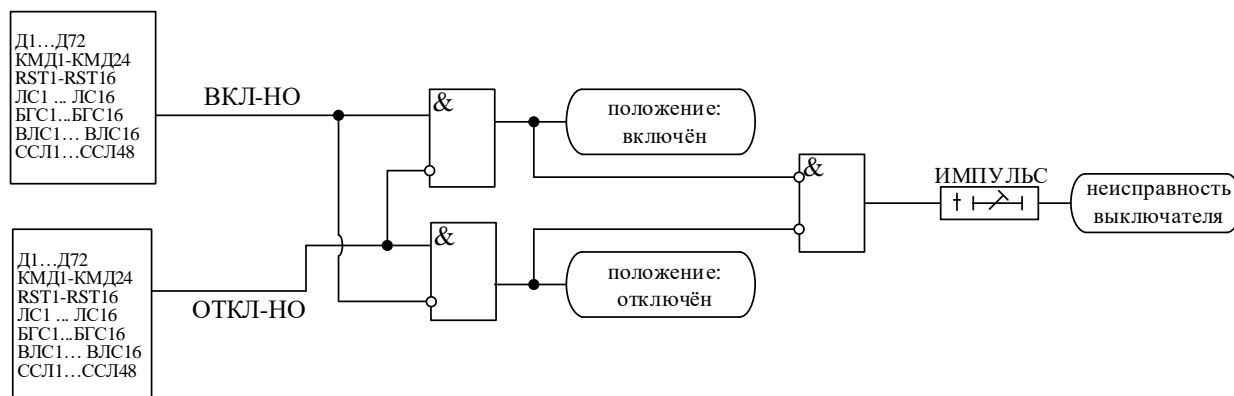 Д1...Д72
КМД1-КМД24
RST1-RST16
ЛС1 ... ЛС16
БГС1...БГС16
ВЛС1... ВЛС16
ССЛ1...ССЛ48
ВКЛ-НО
&
положение:
включён
&
ИМПУЛЬС
неисправность
выключателя
Д1...Д72
КМД1-КМД24
RST1-RST16
ЛС1 ... ЛС16
БГС1...БГС16
ВЛС1... ВЛС16
ССЛ1...ССЛ48
ОТКЛ-НО
&
положение:
отключён